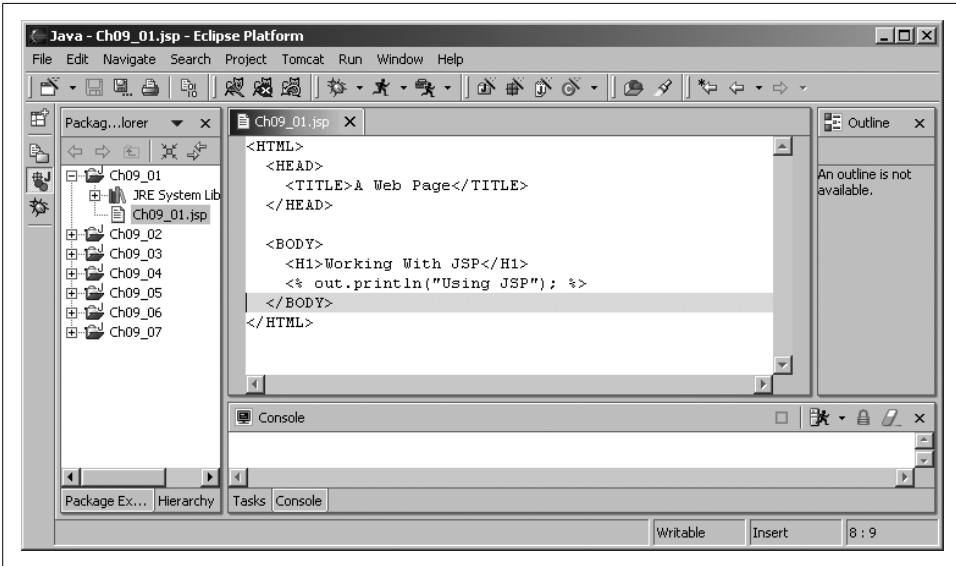 Java - Ch09_01.jsp - Eclipse Platform
File Edit Navigate Search Project Tomcat Run Window Help
Packag...lorer
Ch09_01
JRE System Lib
Ch09_01.jsp
Ch09_02
Ch09_03
Ch09_04
Ch09_05
Ch09_06
Ch09_07
Package Ex... Hierarchy
Ch09_01.jsp
<HTML>
<HEAD>
<TITLE>A Web Page</TITLE>
</HEAD>
<BODY>
<H1>Working With JSP</H1>
<% out.println("Using JSP"); %>
</BODY>
</HTML>
Outline
An outline is not
available.
Console
Tasks Console
Writable Insert 8 : 9